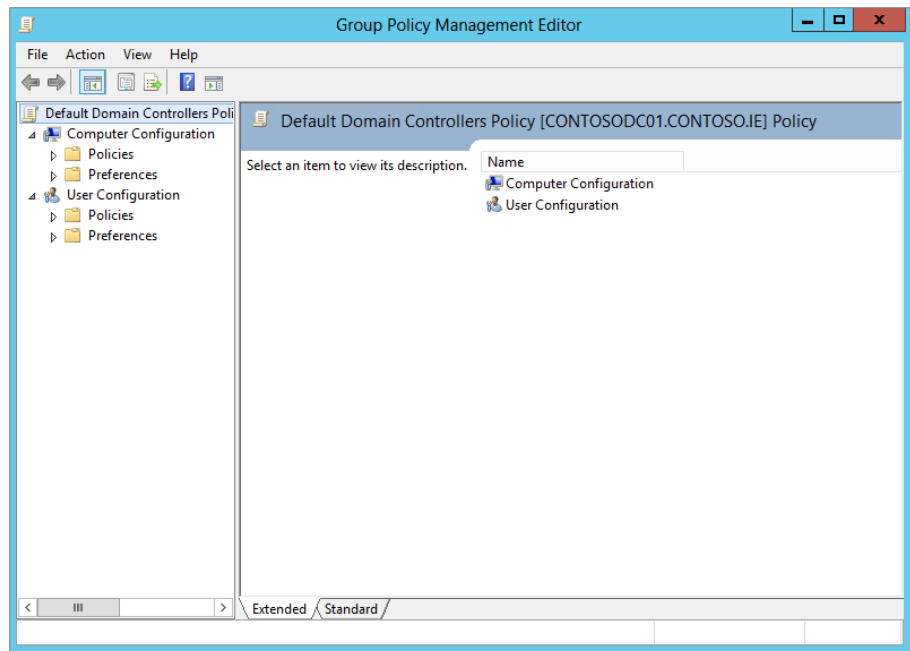 Group Policy Management Editor
File Action View Help
Default Domain Controllers Poli
Computer Configuration
Policies
Preferences
User Configuration
Policies
Preferences
Default Domain Controllers Policy [CONTOSODC01.CONTOSO.IE] Policy
Select an item to view its description.
Name
Computer Configuration
User Configuration
Extended Standard